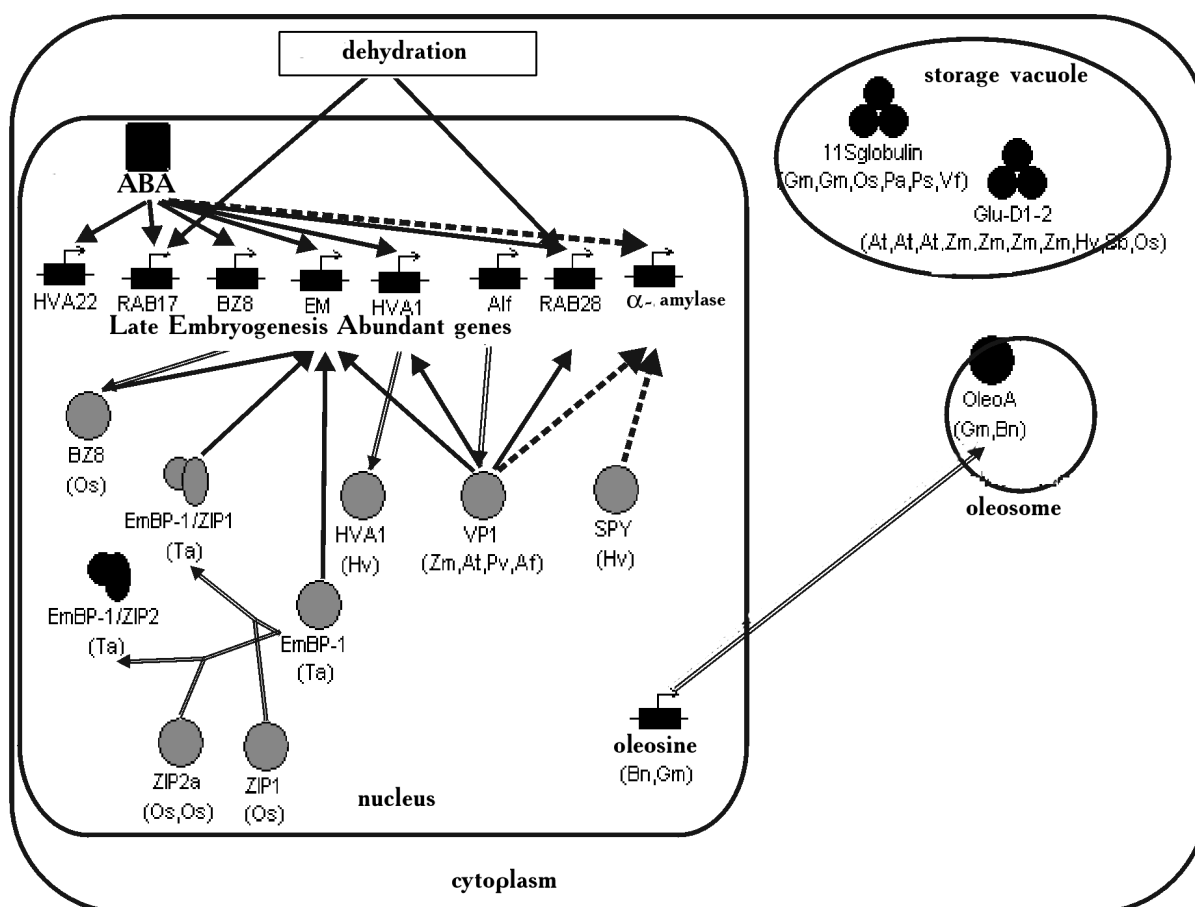 dehydration
storage vacuole
11Sglobulin
(Gm,Gm,Os,Pa,Ps,Vf)
Glu-D1-2
(At,At,At,Zm,Zm,Zm,Zm,Hv,Sb,Os)
ABA
HVA22
RAB17
BZ8
EM
HVA1
Alf
RAB28
α- amylase
Late Embryogenesis Abundant genes
BZ8
(Os)
EmBP-1/ZIP1
(Ta)
HVA1
(Hv)
VP1
(Zm,At,Pv,Af)
SPY
(Hv)
OleoA
(Gm,Bn)
oleosome
EmBP-1/ZIP2
(Ta)
EmBP-1
(Ta)
ZIP2a
(Os,Os)
ZIP1
(Os)
oleosine
(Bn,Gm)
nucleus
cytoplasm